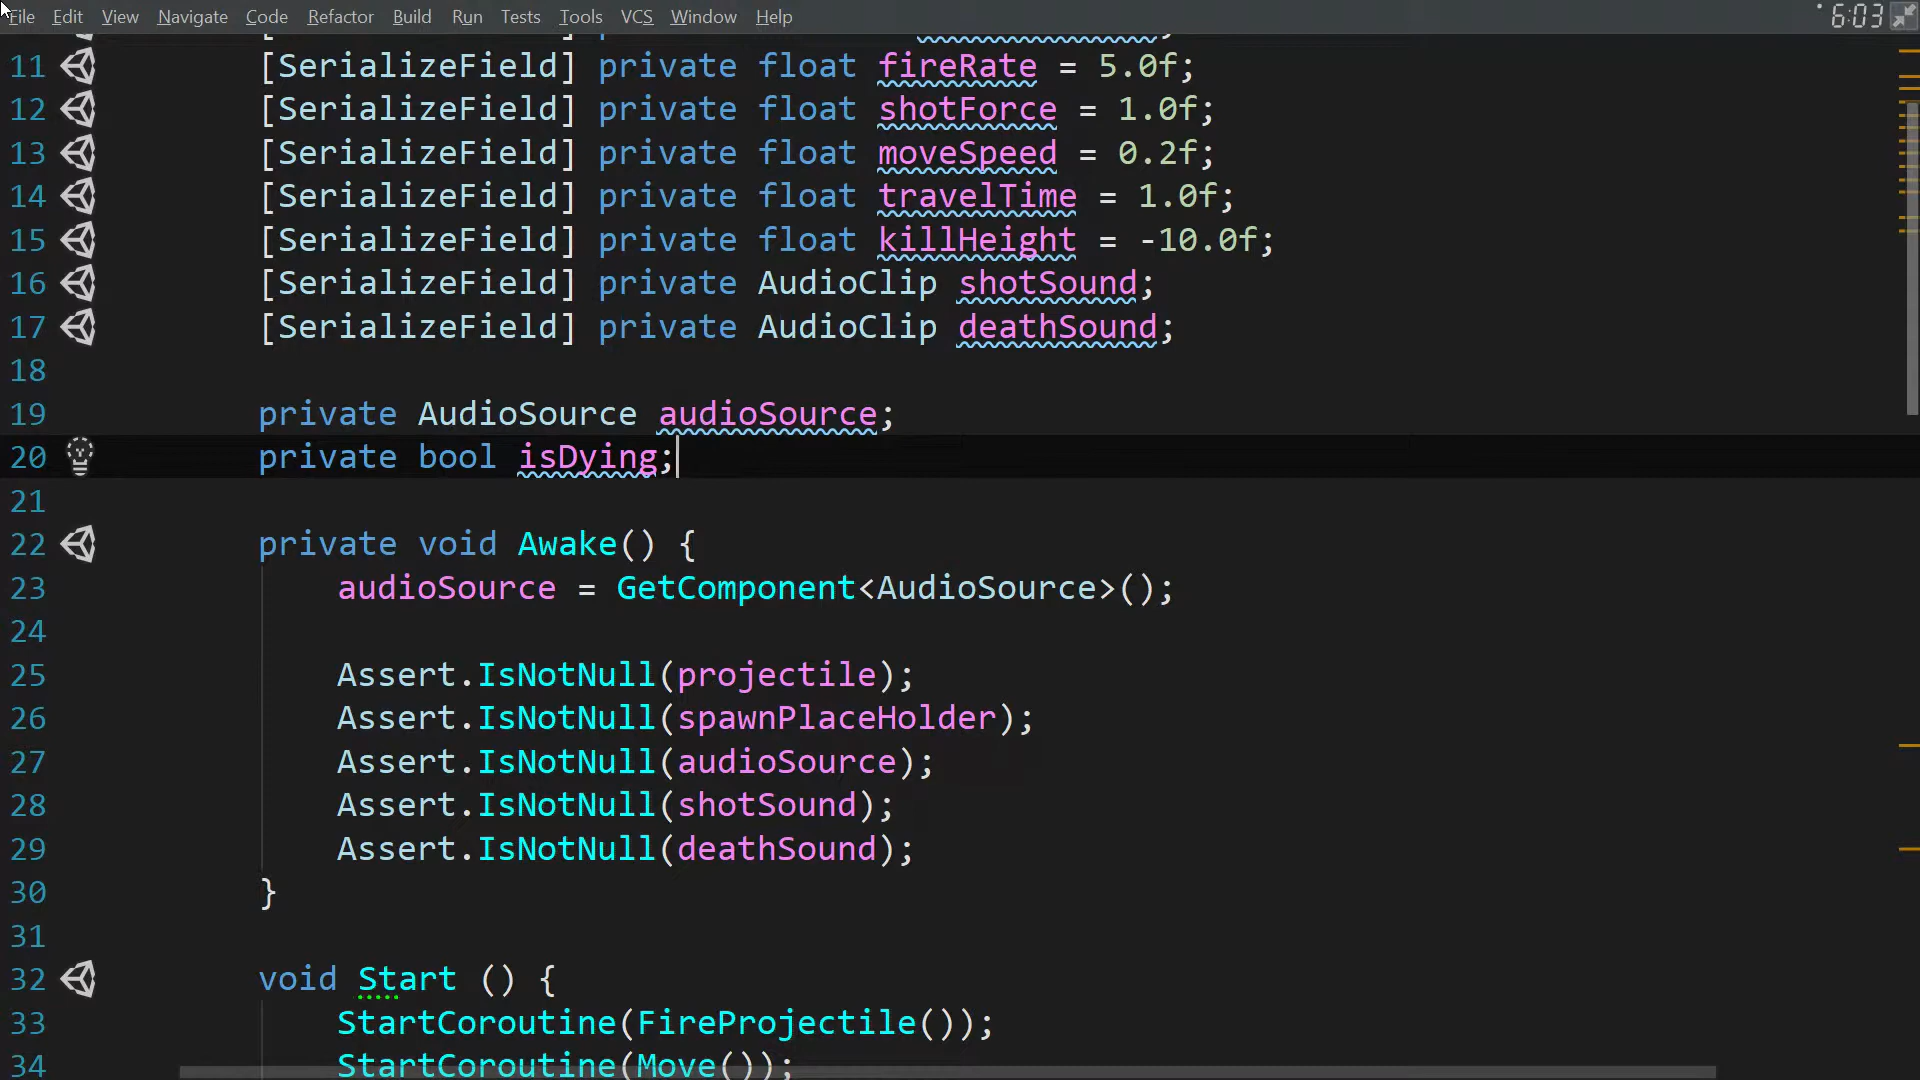 File Edit View Navigate Code Refactor Build Run Tests Tools VCS Window Help 6:03
11 [SerializeField] private float fireRate = 5.0f;
12 [SerializeField] private float shotForce = 1.0f;
13 [SerializeField] private float moveSpeed = 0.2f;
14 [SerializeField] private float travelTime = 1.0f;
15 [SerializeField] private float killHeight = -10.0f;
16 [SerializeField] private AudioClip shotSound;
17 [SerializeField] private AudioClip deathSound;
18
19 private AudioSource audioSource;
20 private bool isDying;
21
22 private void Awake() {
23 audioSource = GetComponent<AudioSource>();
24
25 Assert.IsNotNull(projectile);
26 Assert.IsNotNull(spawnPlaceHolder);
27 Assert.IsNotNull(audioSource);
28 Assert.IsNotNull(shotSound);
29 Assert.IsNotNull(deathSound);
30 }
31
32 void Start () {
33 StartCoroutine(FireProjectile());
34 StartCoroutine(Move());